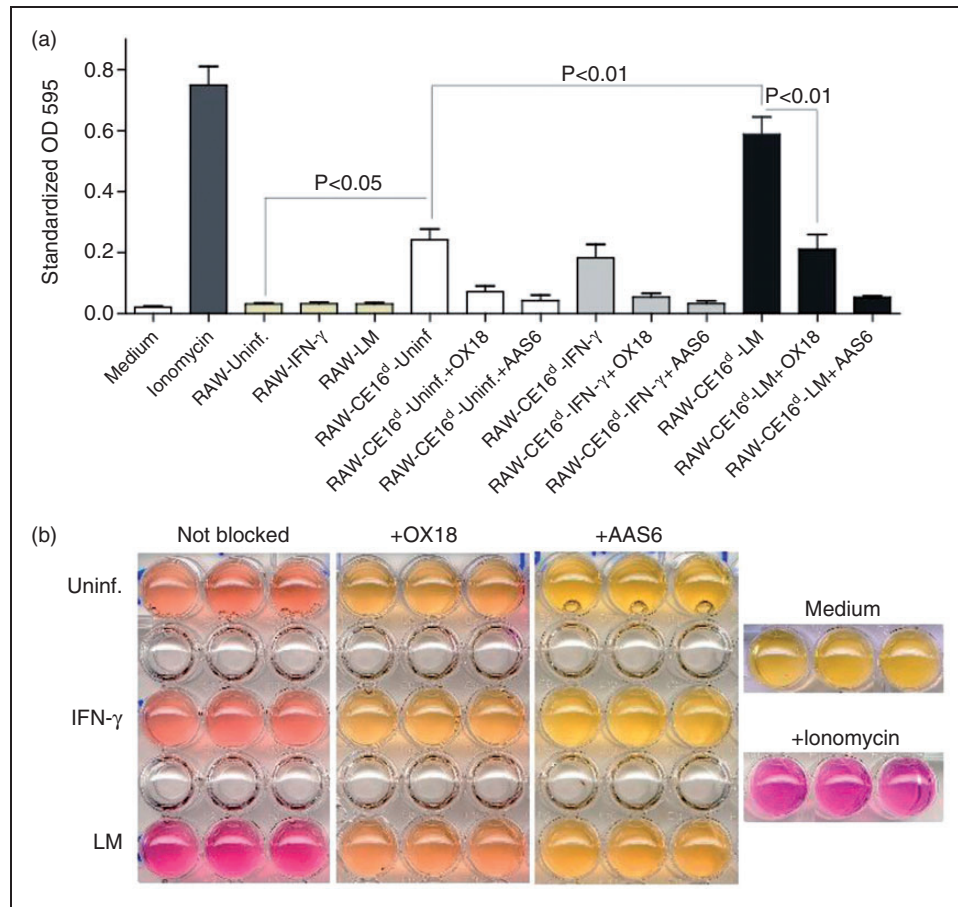 (a)
Standardized OD 595
0.8
0.6
0.4
0.2
0.0
P<0.05
P<0.01
P<0.01
Medium
Ionomycin
RAW-Uninf.
RAW-IFN-γ
RAW-LM
RAW-CE16ᵈ-Uninf
RAW-CE16ᵈ-Uninf.+OX18
RAW-CE16ᵈ-Uninf.+AAS6
RAW-CE16ᵈ-IFN-γ
RAW-CE16ᵈ-IFN-γ+OX18
RAW-CE16ᵈ-IFN-γ+AAS6
RAW-CE16ᵈ-LM
RAW-CE16ᵈ-LM+OX18
RAW-CE16ᵈ-LM+AAS6
(b)
Not blocked
+OX18
+AAS6
Uninf.
IFN-γ
LM
Medium
+Ionomycin